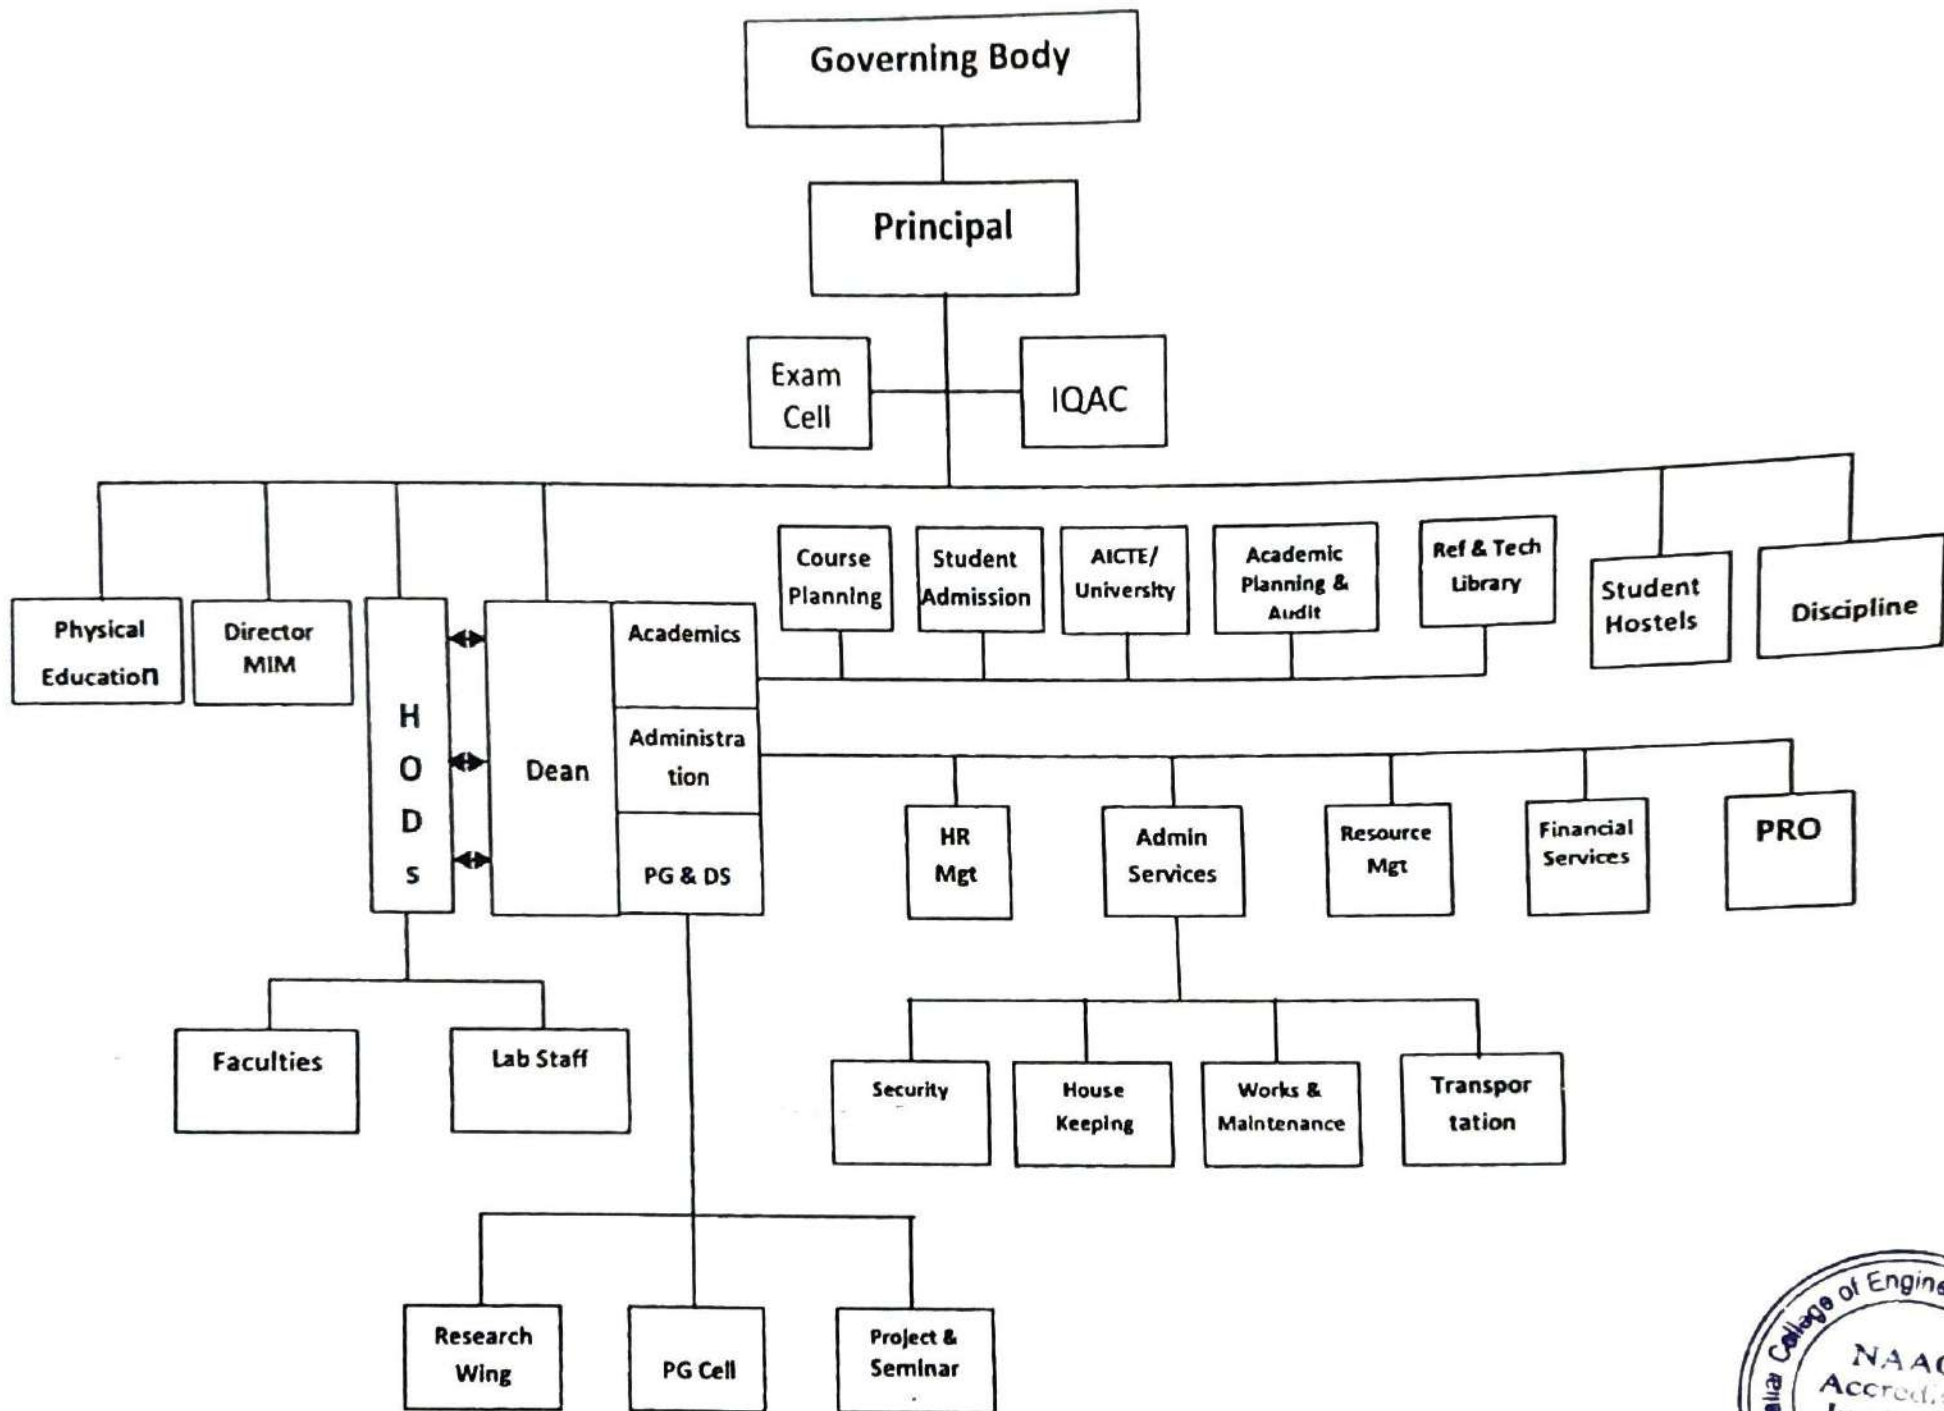 Governing Body
Principal
Exam
Cell
IQAC
Physical
Education
Director
MIM
H
O
D
s
Dean
Academics
Administra
tion
PG & DS
Course
Planning
Student
Admission
AICTE/
University
Academic
Planning &
Audit
Ref & Tech
Library
Student
Hostels
Discipline
HR
Mgt
Admin
Services
Resource
Mgt
Financial
Services
PRO
Faculties
Lab Staff
Security
House
Keeping
Works &
Maintenance
Transpor
tation
Research
Wing
PG Cell
Project &
Seminar
College of Engine
NAAC